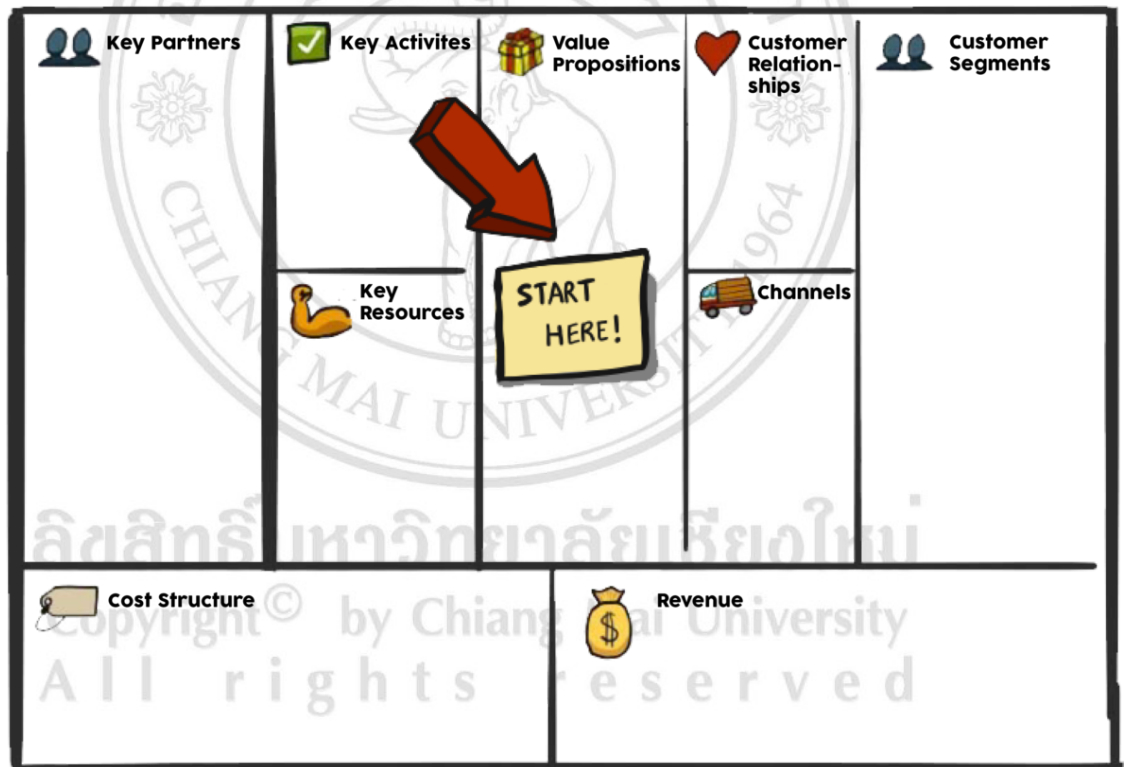 Key Partners
Key Activites
Value
Propositions
Customer
Relation-
ships
Customer
Segments
START
HERE!
Key
Resources
Channels
CHIANG MAI UNIVERSITY 1964
ลิขสิทธิ์มหาวิทยาลัยเชียงใหม่
Cost Structure
Revenue
Copyright© by Chiang Mai University
All rights reserved